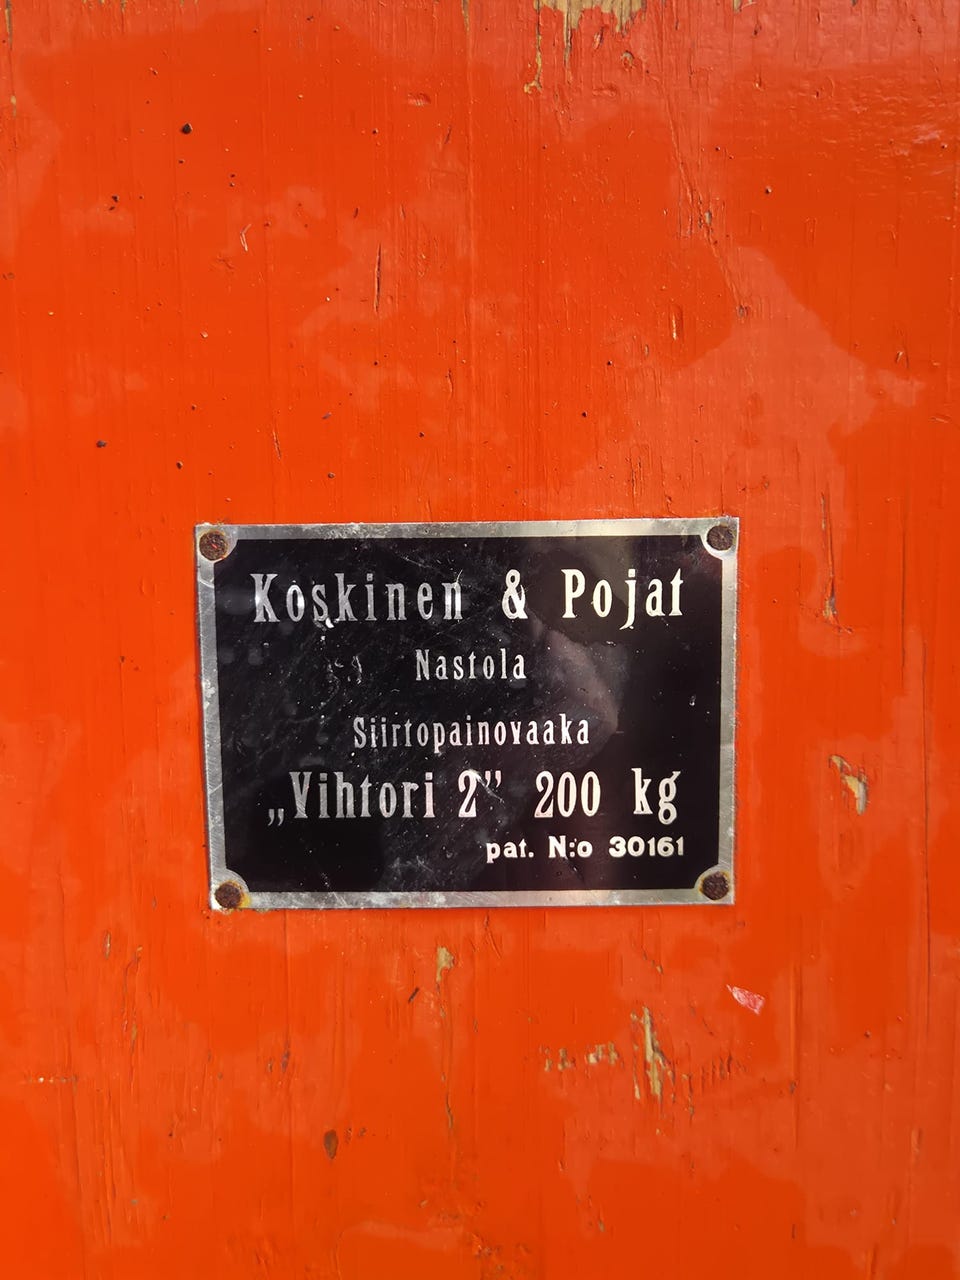 Koskinen & Pojat
Nastola
Siirtopainovaaka
„Vihtori 2” 200 kg
pat. N:o 30161